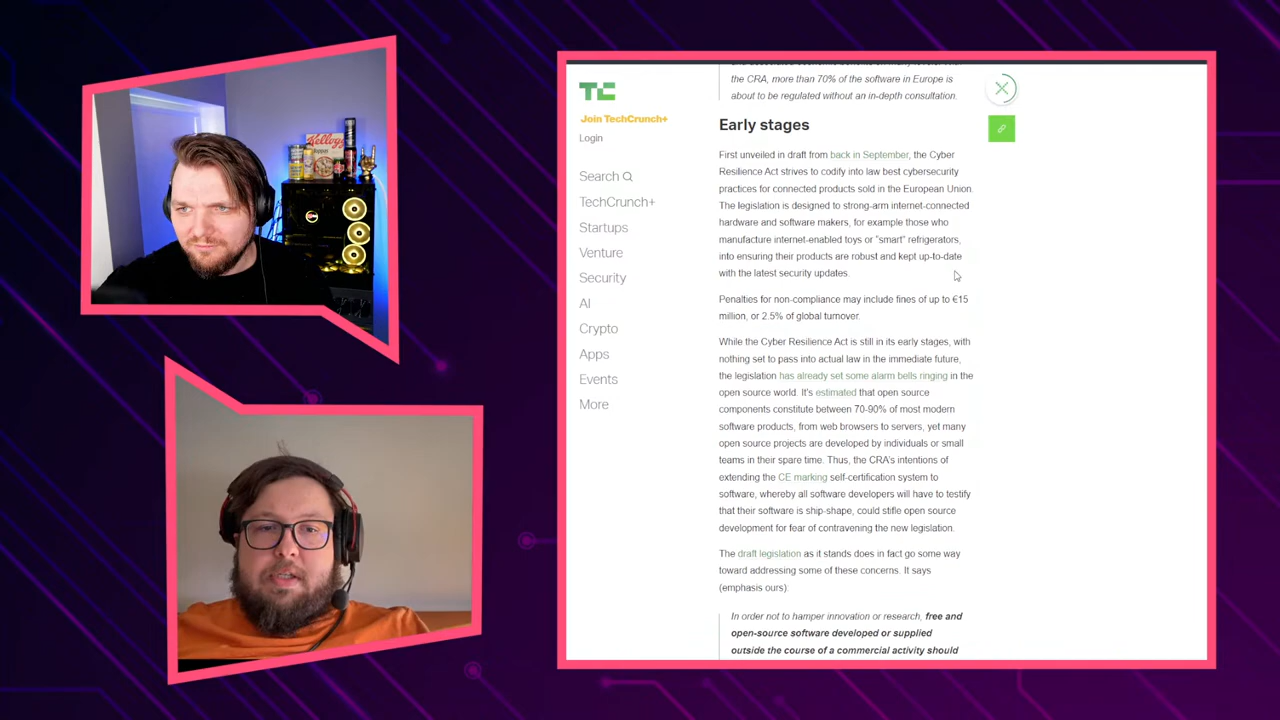 Kellogg's
TC
Join TechCrunch+
Login
Search
TechCrunch+
Startups
Venture
Security
AI
Crypto
Apps
Events
More
the CRA, more than 70% of the software in Europe is
about to be regulated without an in-depth consultation.
Early stages
First unveiled in draft from back in September, the Cyber
Resilience Act strives to codify into law best cybersecurity
practices for connected products sold in the European Union.
The legislation is designed to strong-arm internet-connected
hardware and software makers, for example those who
manufacture internet-enabled toys or "smart" refrigerators,
into ensuring their products are robust and kept up-to-date
with the latest security updates.
Penalties for non-compliance may include fines of up to €15
million, or 2.5% of global turnover.
While the Cyber Resilience Act is still in its early stages, with
nothing set to pass into actual law in the immediate future,
the legislation has already set some alarm bells ringing in the
open source world. It's estimated that open source
components constitute between 70-90% of most modern
software products, from web browsers to servers, yet many
open source projects are developed by individuals or small
teams in their spare time. Thus, the CRA's intentions of
extending the CE marking self-certification system to
software, whereby all software developers will have to testify
that their software is ship-shape, could stifle open source
development for fear of contravening the new legislation.
The draft legislation as it stands does in fact go some way
toward addressing some of these concerns. It says
(emphasis ours).
In order not to hamper innovation or research, free and
open-source software developed or supplied
outside the course of a commercial activity should